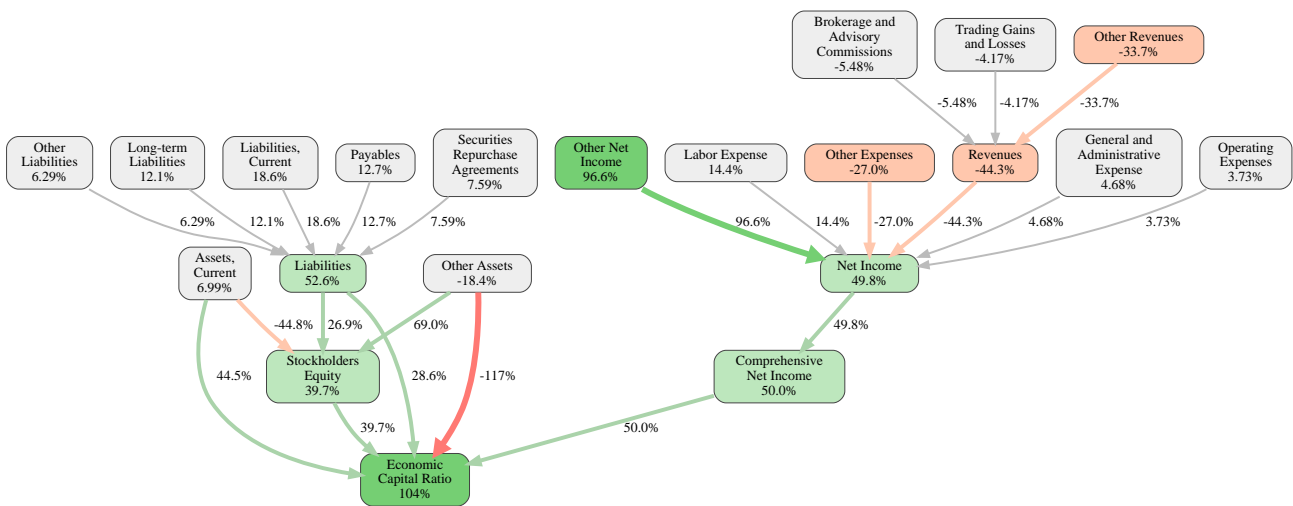 Brokerage and
Advisory
Commissions
-5.48%
Trading Gains
and Losses
-4.17%
Other Revenues
-33.7%
-5.48%
-4.17%
-33.7%
Other
Liabilities
6.29%
Long-term
Liabilities
12.1%
Liabilities,
Current
18.6%
Payables
12.7%
Securities
Repurchase
Agreements
7.59%
Other Net
Income
96.6%
Labor Expense
14.4%
Other Expenses
-27.0%
Revenues
-44.3%
General and
Administrative
Expense
4.68%
Operating
Expenses
3.73%
6.29%
12.1%
18.6%
12.7%
7.59%
96.6%
14.4%
-27.0%
-44.3%
4.68%
3.73%
Assets,
Current
6.99%
Liabilities
52.6%
Other Assets
-18.4%
Net Income
49.8%
-44.8%
26.9%
69.0%
49.8%
Stockholders
Equity
39.7%
Comprehensive
Net Income
50.0%
44.5%
28.6%
-117%
39.7%
50.0%
Economic
Capital Ratio
104%